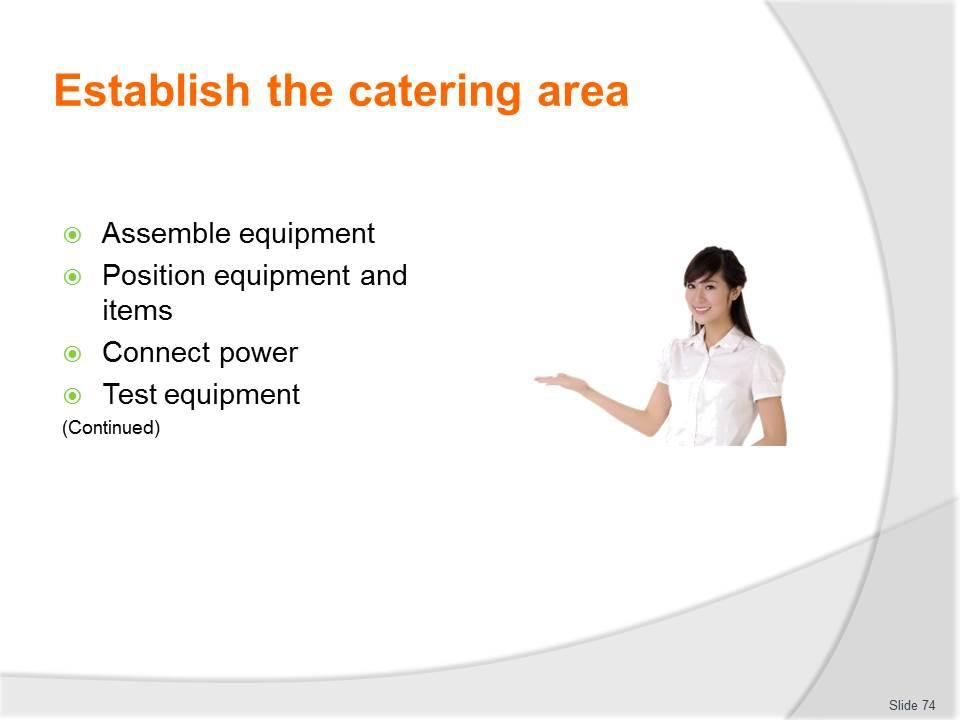 Establish the catering area
Assemble equipment
Position equipment and
items
Connect power
Test equipment
(Continued)
Slide 74